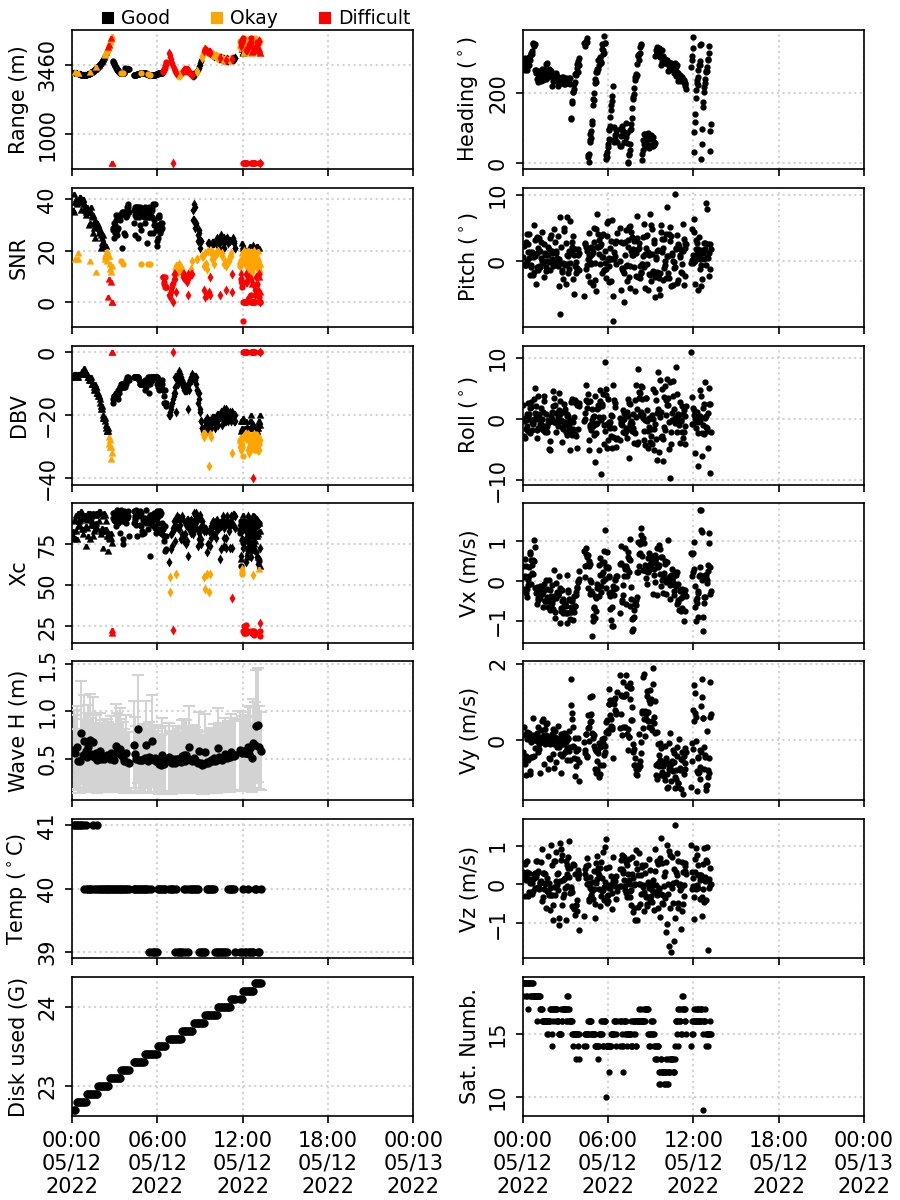 Good Okay Difficult
Range (m)
3460
1000
Heading (°)
200
0
SNR
40
20
0
Pitch (°)
10
0
DBV
0
−20
−40
Roll (°)
10
0
−10
Xc
75
50
25
Vx (m/s)
1
0
−1
Wave H (m)
1.5
1.0
0.5
Vy (m/s)
2
0
Temp (°C)
41
40
39
Vz (m/s)
1
0
−1
Disk used (G)
24
23
Sat. Numb.
15
10
00:00 06:00 12:00 18:00 00:00
05/12 05/12 05/12 05/12 05/13
2022 2022 2022 2022 2022
00:00 06:00 12:00 18:00 00:00
05/12 05/12 05/12 05/12 05/13
2022 2022 2022 2022 2022